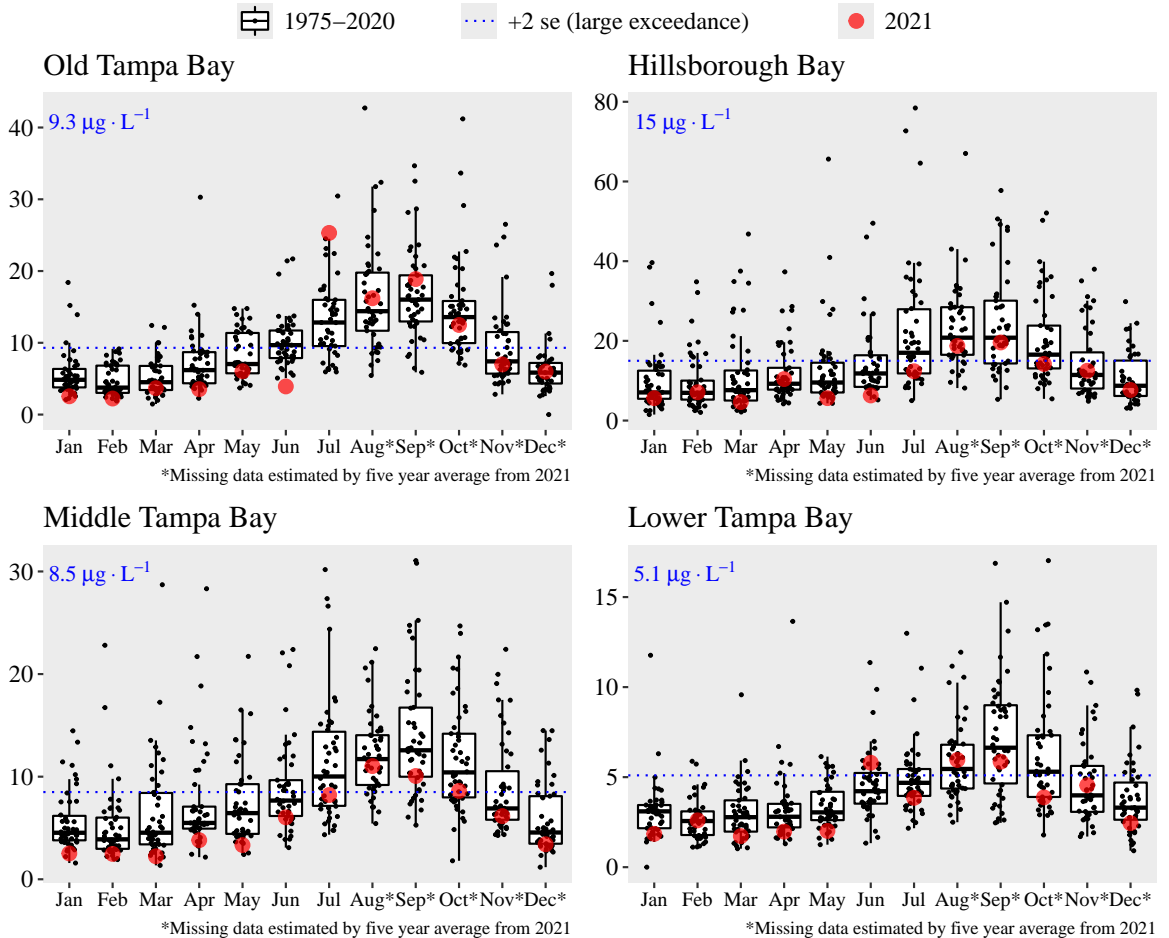 1975−2020 +2 se (large exceedance) 2021
Old Tampa Bay
9.3 μg · L⁻¹
40
30
20
10
0
Jan Feb Mar Apr May Jun Jul Aug* Sep* Oct* Nov* Dec*
*Missing data estimated by five year average from 2021
Hillsborough Bay
15 μg · L⁻¹
80
60
40
20
0
Jan Feb Mar Apr May Jun Jul Aug* Sep* Oct* Nov* Dec*
*Missing data estimated by five year average from 2021
Middle Tampa Bay
8.5 μg · L⁻¹
30
20
10
0
Jan Feb Mar Apr May Jun Jul Aug* Sep* Oct* Nov* Dec*
*Missing data estimated by five year average from 2021
Lower Tampa Bay
5.1 μg · L⁻¹
15
10
5
0
Jan Feb Mar Apr May Jun Jul Aug* Sep* Oct* Nov* Dec*
*Missing data estimated by five year average from 2021